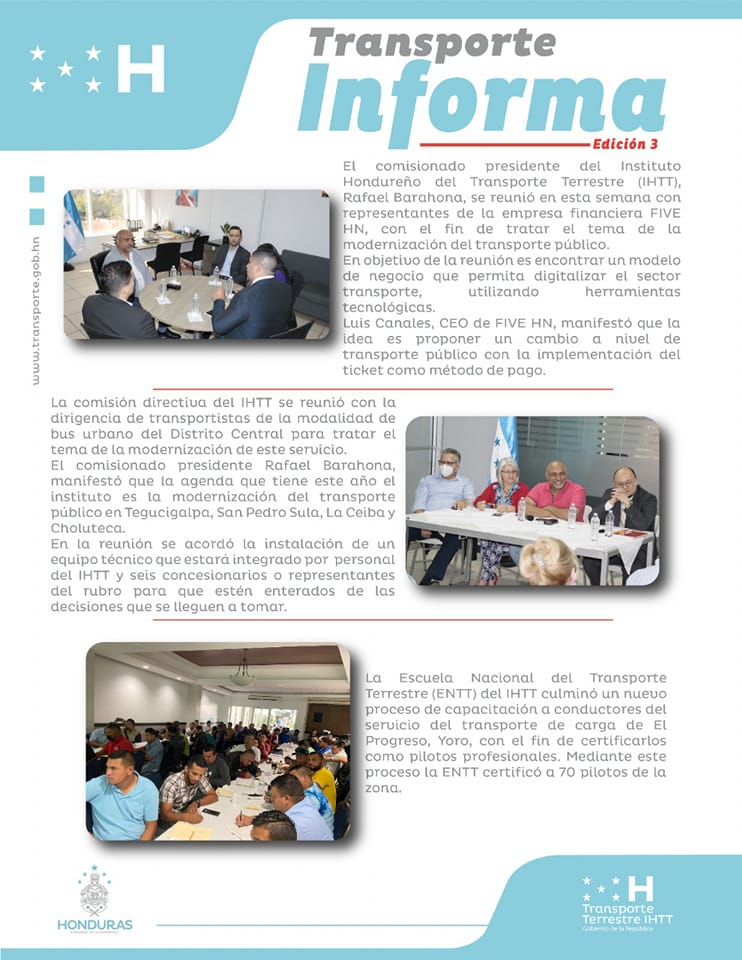 H
Transporte
Informa
Edición 3
www.transporte.gob.hn
El comisionado presidente del Instituto
Hondureño del Transporte Terrestre (IHTT),
Rafael Barahona, se reunió en esta semana con
representantes de la empresa financiera FIVE
HN, con el fin de tratar el tema de la
modernización del transporte público.
En objetivo de la reunión es encontrar un modelo
de negocio que permita digitalizar el sector
transporte, utilizando herramientas
tecnológicas.
Luis Canales, CEO de FIVE HN, manifestó que la
idea es proponer un cambio a nivel de
transporte público con la implementación del
ticket como método de pago.
La comisión directiva del IHTT se reunió con la
dirigencia de transportistas de la modalidad de
bus urbano del Distrito Central para tratar el
tema de la modernización de este servicio.
El comisionado presidente Rafael Barahona,
manifestó que la agenda que tiene este año el
instituto es la modernización del transporte
público en Tegucigalpa, San Pedro Sula, La Ceiba y
Choluteca.
En la reunión se acordó la instalación de un
equipo técnico que estará integrado por personal
del IHTT y seis concesionarios o representantes
del rubro para que estén enterados de las
decisiones que se lleguen a tomar.
La Escuela Nacional del Transporte
Terrestre (ENTT) del IHTT culminó un nuevo
proceso de capacitación a conductores del
servicio del transporte de carga de El
Progreso, Yoro, con el fin de certificarlos
como pilotos profesionales. Mediante este
proceso la ENTT certificó a 70 pilotos de la
zona.
HONDURAS
GOBIERNO DE LA REPÚBLICA
H
Transporte
Terrestre IHTT
Gobierno de la República